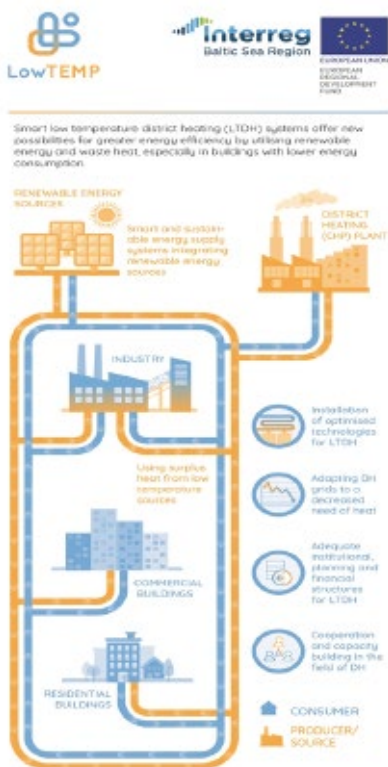 LowTEMP
Interreg
Baltic Sea Region
EUROPEAN UNION
EUROPEAN
REGIONAL
DEVELOPMENT
FUND
Smart low temperature district heating (LTDH) systems offer new
possibilities for greater energy efficiency by utilising renewable
energy and waste heat, especially in buildings with lower energy
consumption.
RENEWABLE ENERGY
SOURCES
Smart and sustain-
able energy supply
systems integrating
renewable energy
sources
DISTRICT
HEATING
(CHP) PLANT
INDUSTRY
Using surplus
heat from low
temperature
sources
COMMERCIAL
BUILDINGS
RESIDENTIAL
BUILDINGS
Installation
of optimised
technologies
for LTDH
Adapting DH
grids to a
decreased
need of heat
Adequate
institutional,
planning and
financial
structures
for LTDH
Cooperation
and capacity
building in the
field of DH
CONSUMER
PRODUCER/
SOURCE